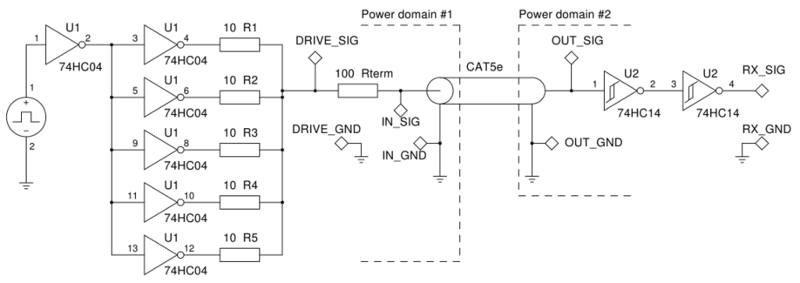 Power domain #1
Power domain #2
U1
10 R1
DRIVE_SIG
OUT_SIG
1
2
3
4
74HC04
74HC04
CAT5e
U1
10 R2
100 Rterm
U2
U2
RX_SIG
1
2
3
4
5
6
74HC04
IN_SIG
74HC14
74HC14
1
+
−
2
U1
10 R3
DRIVE_GND
RX_GND
9
8
IN_GND
OUT_GND
74HC04
U1
10 R4
11
10
74HC04
U1
10 R5
13
12
74HC04
U1